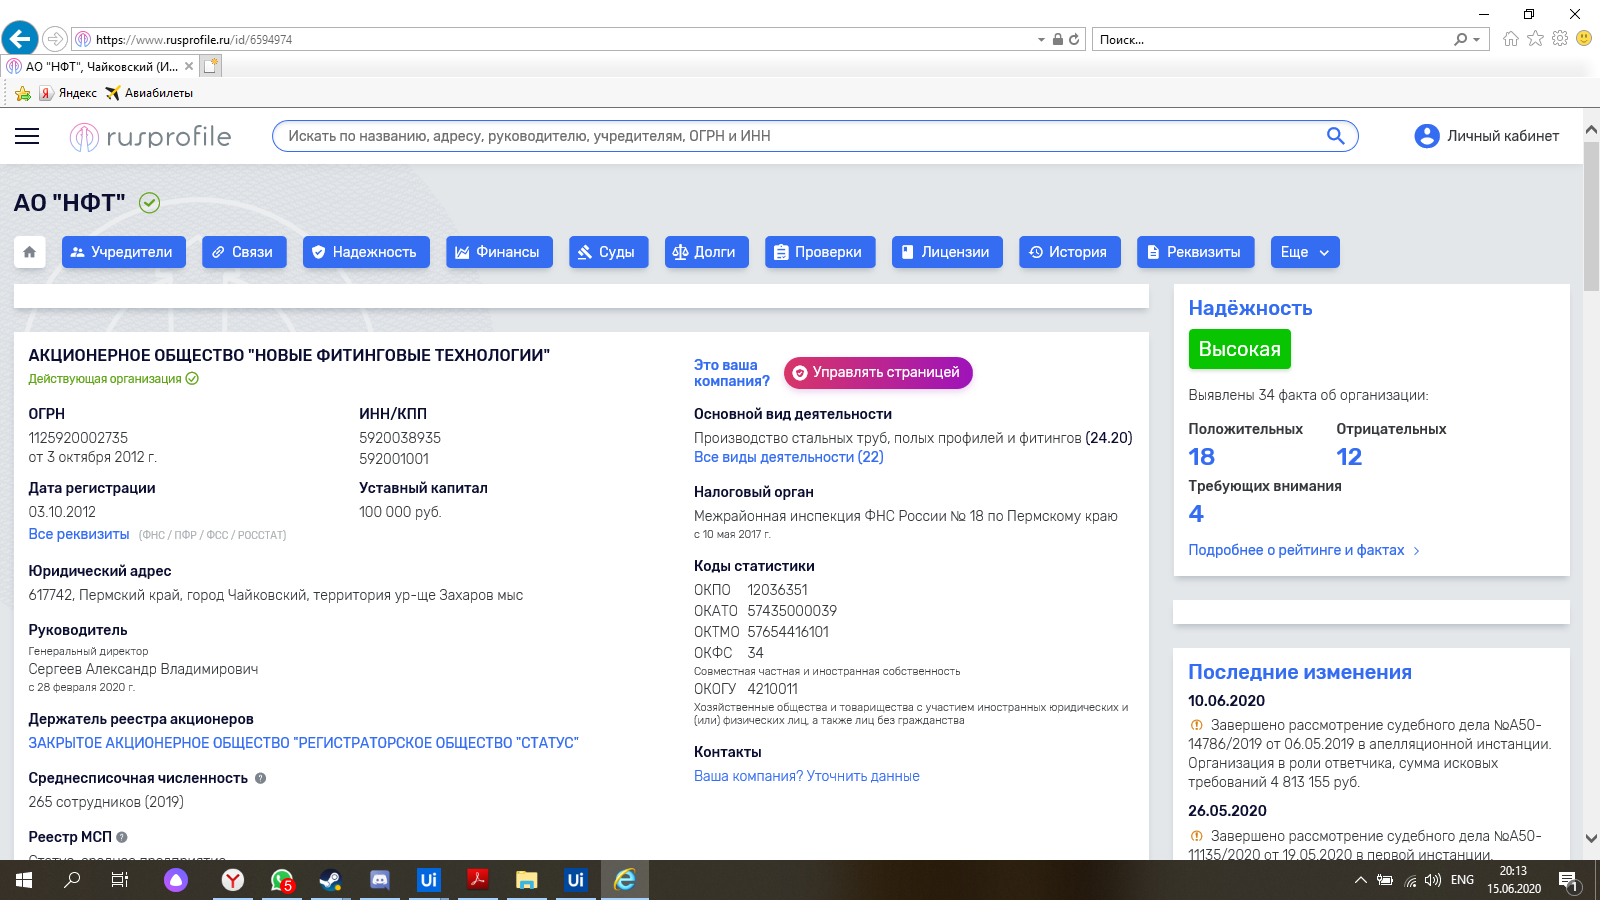 https://www.rusprofile.ru/id/6594974
Поиск...
АО "НФТ", Чайковский (И...
Яндекс
Авиабилеты
rusprofile
Искать по названию, адресу, руководителю, учредителям, ОГРН и ИНН
Личный кабинет
АО "НФТ"
Учредители
Связи
Надежность
Финансы
Суды
Долги
Проверки
Лицензии
История
Реквизиты
Еще
АКЦИОНЕРНОЕ ОБЩЕСТВО "НОВЫЕ ФИТИНГОВЫЕ ТЕХНОЛОГИИ"
Действующая организация
ОГРН
1125920002735
от 3 октября 2012 г.
ИНН/КПП
5920038935
592001001
Дата регистрации
03.10.2012
Уставный капитал
100 000 руб.
Все реквизиты (ФНС / ПФР / ФСС / РОССТАТ)
Юридический адрес
617742, Пермский край, город Чайковский, территория ур-ще Захаров мыс
Руководитель
Генеральный директор
Сергеев Александр Владимирович
с 28 февраля 2020 г.
Держатель реестра акционеров
ЗАКРЫТОЕ АКЦИОНЕРНОЕ ОБЩЕСТВО "РЕГИСТРАТОРСКОЕ ОБЩЕСТВО "СТАТУС"
Среднесписочная численность
265 сотрудников (2019)
Реестр МСП
Статус: среднее предприятие
Это ваша
компания?
Управлять страницей
Основной вид деятельности
Производство стальных труб, полых профилей и фитингов (24.20)
Все виды деятельности (22)
Налоговый орган
Межрайонная инспекция ФНС России № 18 по Пермскому краю
с 10 мая 2017 г.
Коды статистики
ОКПО 12036351
ОКАТО 57435000039
ОКТМО 57654416101
ОКФС 34
Совместная частная и иностранная собственность
ОКОГУ 4210011
Хозяйственные общества и товарищества с участием иностранных юридических и
(или) физических лиц, а также лиц без гражданства
Контакты
Ваша компания? Уточнить данные
Надёжность
Высокая
Выявлены 34 факта об организации:
Положительных
18
Отрицательных
12
Требующих внимания
4
Подробнее о рейтинге и фактах
Последние изменения
10.06.2020
Завершено рассмотрение судебного дела №А50-
14786/2019 от 06.05.2019 в апелляционной инстанции.
Организация в роли ответчика, сумма исковых
требований 4 813 155 руб.
26.05.2020
Завершено рассмотрение судебного дела №А50-
11135/2020 от 19.05.2020 в первой инстанции.
5
Ui
Ui
ENG
20:13
15.06.2020
1